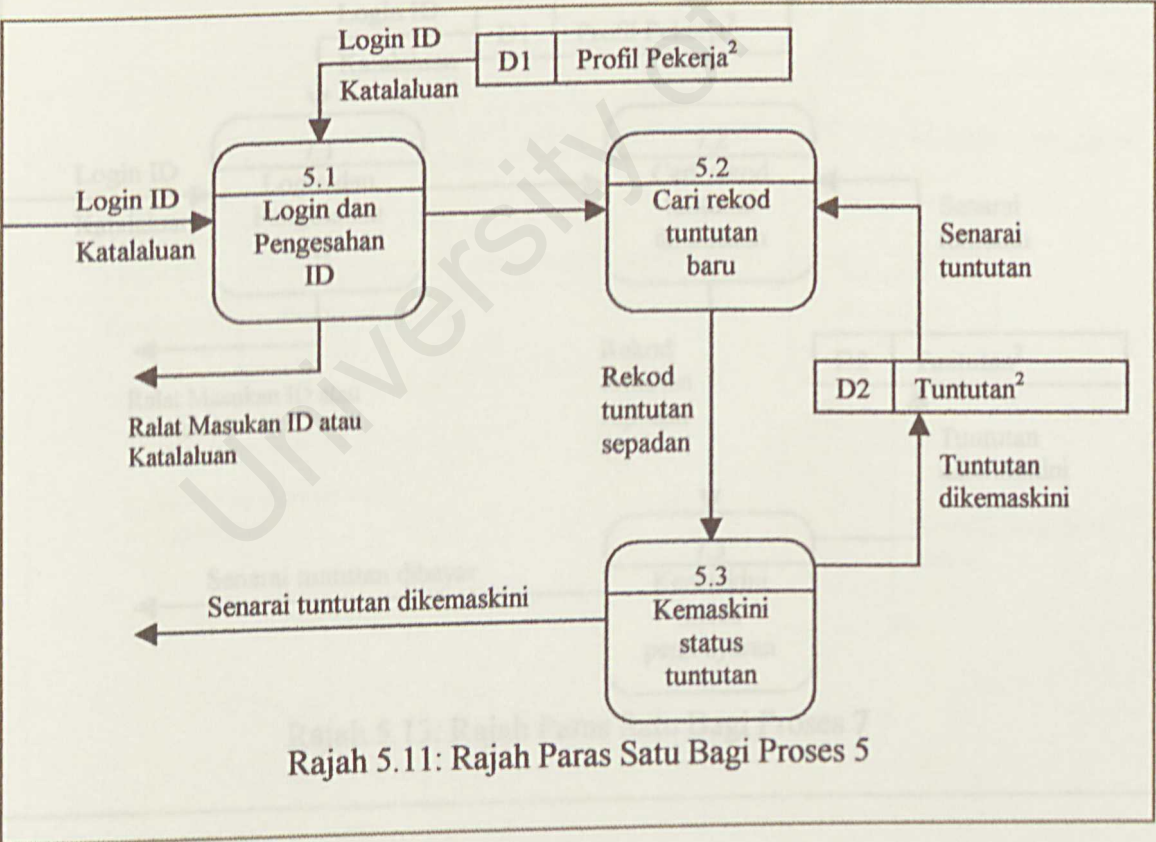 Login ID
Katalaluan
D1 Profil Pekerja²
5.1
Login dan
Pengesahan
ID
Login ID
Katalaluan
5.2
Cari rekod
tuntutan
baru
Senarai
tuntutan
Ralat Masukan ID atau
Katalaluan
Rekod
tuntutan
sepadan
D2 Tuntutan²
Tuntutan
dikemaskini
5.3
Kemaskini
status
tuntutan
Senarai tuntutan dikemaskini
Rajah 5.11: Rajah Paras Satu Bagi Proses 5
University of